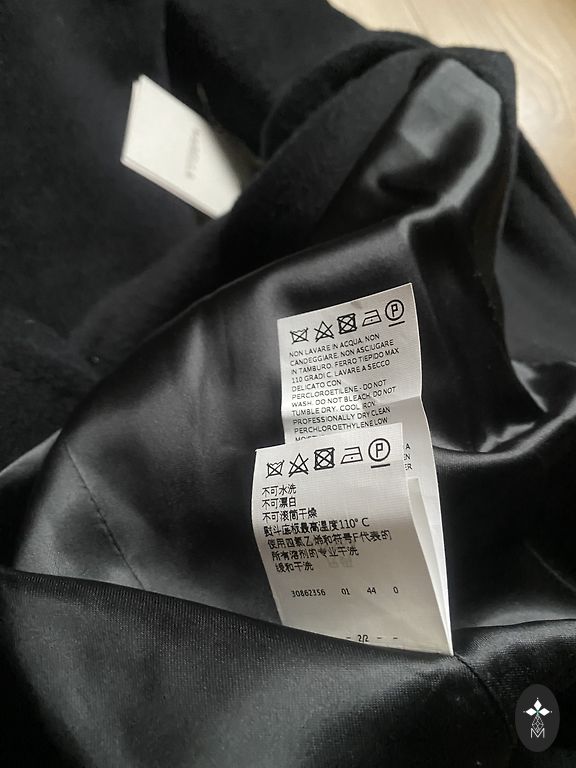 NON LAVARE IN ACQUA. NON
CANDEGGIARE. NON ASCIUGARE
IN TAMBURO. FERRO TIEPIDO MAX
110 GRADI C. LAVARE A SECCO
DELICATO CON
PERCLOROETILENE - DO NOT
WASH. DO NOT BLEACH. DO NOT
TUMBLE DRY. COOL IRON
PROFESSIONALLY DRY CLEAN
PERCHLOROETHYLENE LOW
A
EN
ER
P
P
不可水洗
不可漂白
不可滚筒干燥
熨斗底板最高温度110° C
使用四氯乙烯和符号F代表的
所有溶剂的专业干洗
缓和干洗
30862356 01 44 0
- 2/2 - -
M